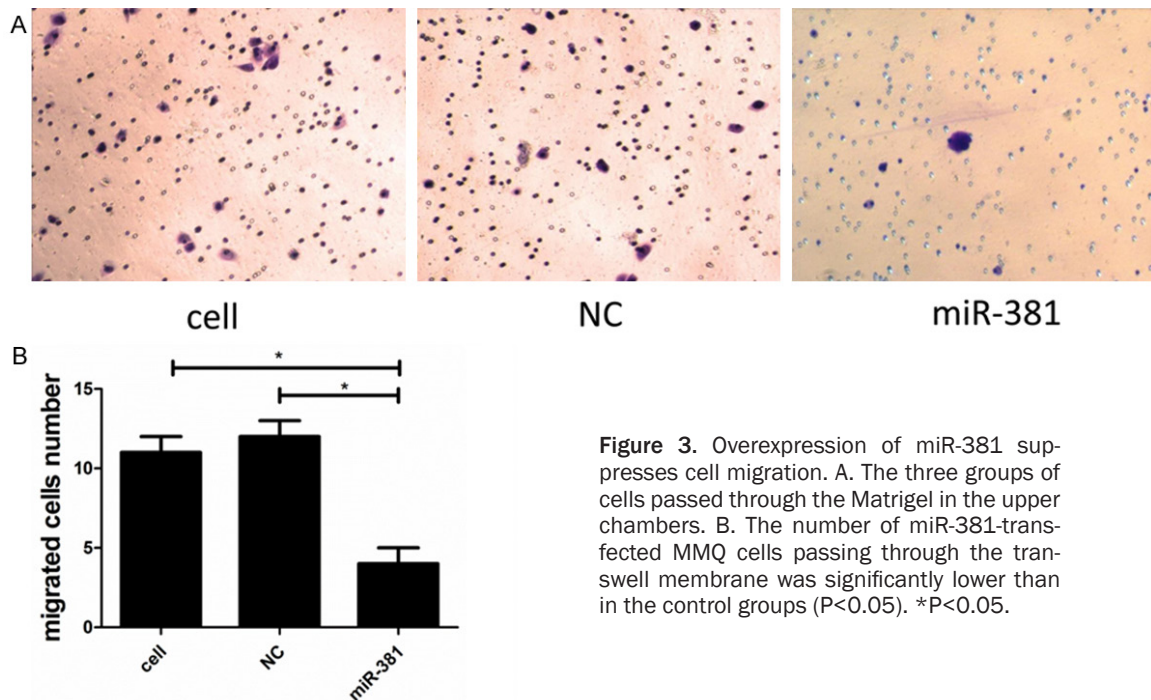 A
cell
NC
miR-381
B
*
*
migrated cells number
15
10
5
0
cell
NC
miR-381
Figure 3. Overexpression of miR-381 sup-
presses cell migration. A. The three groups of
cells passed through the Matrigel in the upper
chambers. B. The number of miR-381-trans-
fected MMQ cells passing through the tran-
swell membrane was significantly lower than
in the control groups (P<0.05). *P<0.05.